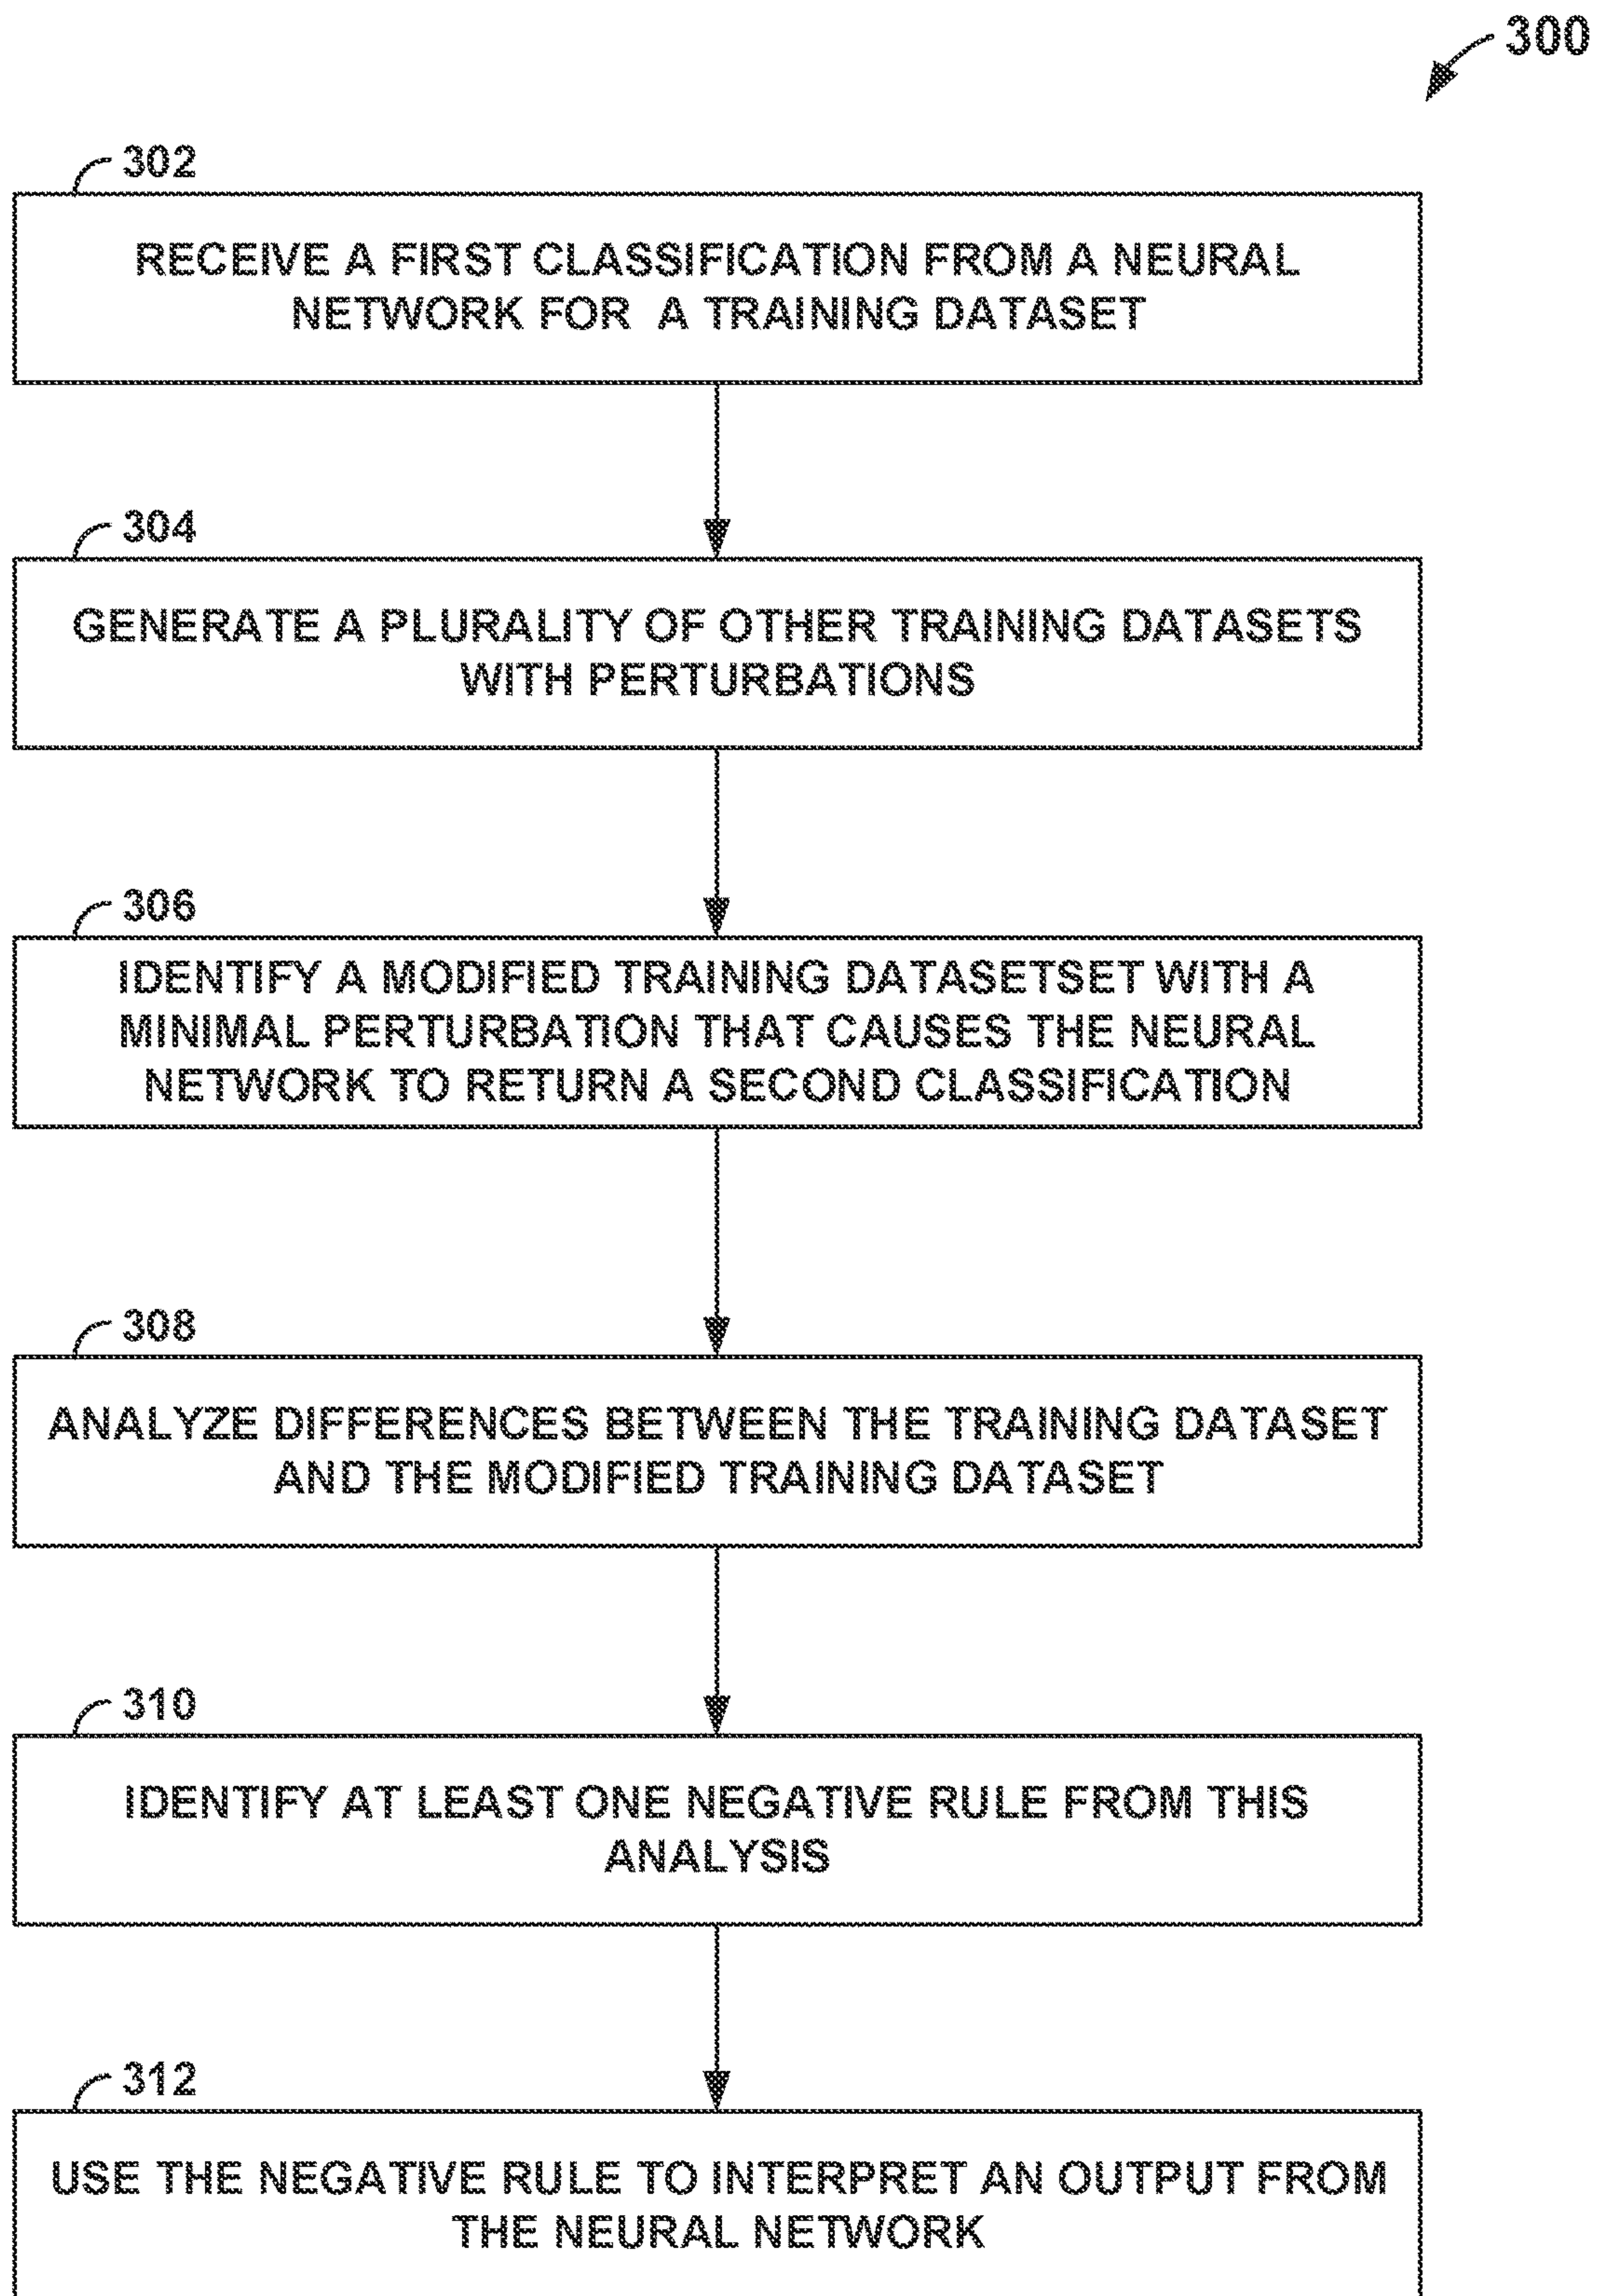 300
302
RECEIVE A FIRST CLASSIFICATION FROM A NEURAL
NETWORK FOR A TRAINING DATASET
304
GENERATE A PLURALITY OF OTHER TRAINING DATASETS
WITH PERTURBATIONS
306
IDENTIFY A MODIFIED TRAINING DATASETSET WITH A
MINIMAL PERTURBATION THAT CAUSES THE NEURAL
NETWORK TO RETURN A SECOND CLASSIFICATION
308
ANALYZE DIFFERENCES BETWEEN THE TRAINING DATASET
AND THE MODIFIED TRAINING DATASET
310
IDENTIFY AT LEAST ONE NEGATIVE RULE FROM THIS
ANALYSIS
312
USE THE NEGATIVE RULE TO INTERPRET AN OUTPUT FROM
THE NEURAL NETWORK